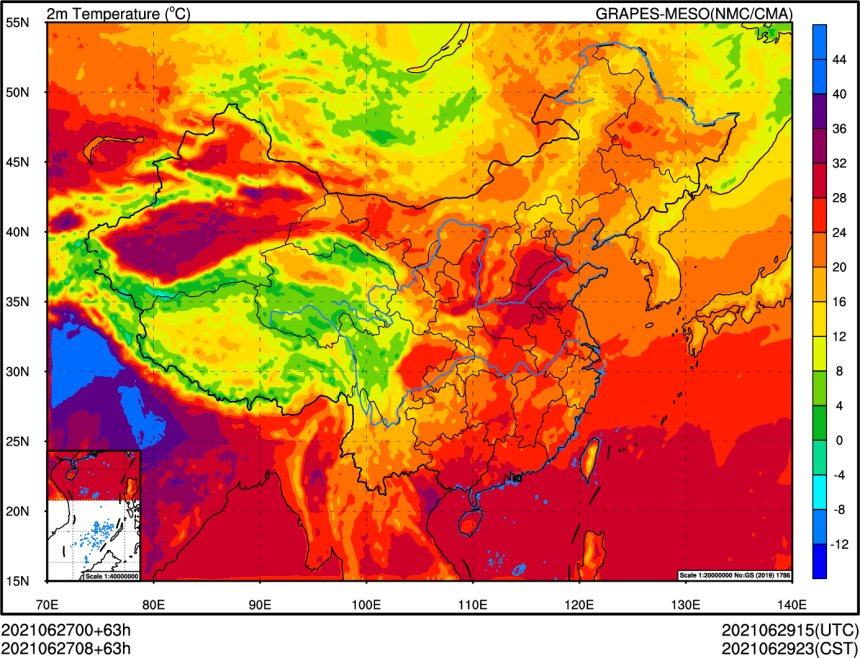 2m Temperature (°C) GRAPES-MESO(NMC/CMA)
55N
50N
45N
40N
35N
30N
25N
20N
15N
70E 80E 90E 100E 110E 120E 130E 140E
44
40
36
32
28
24
20
16
12
8
4
0
-4
-8
-12
Scale 1:40000000
Scale 1:20000000 No:GS (2019) 1786
2021062700+63h 2021062915(UTC)
2021062708+63h 2021062923(CST)